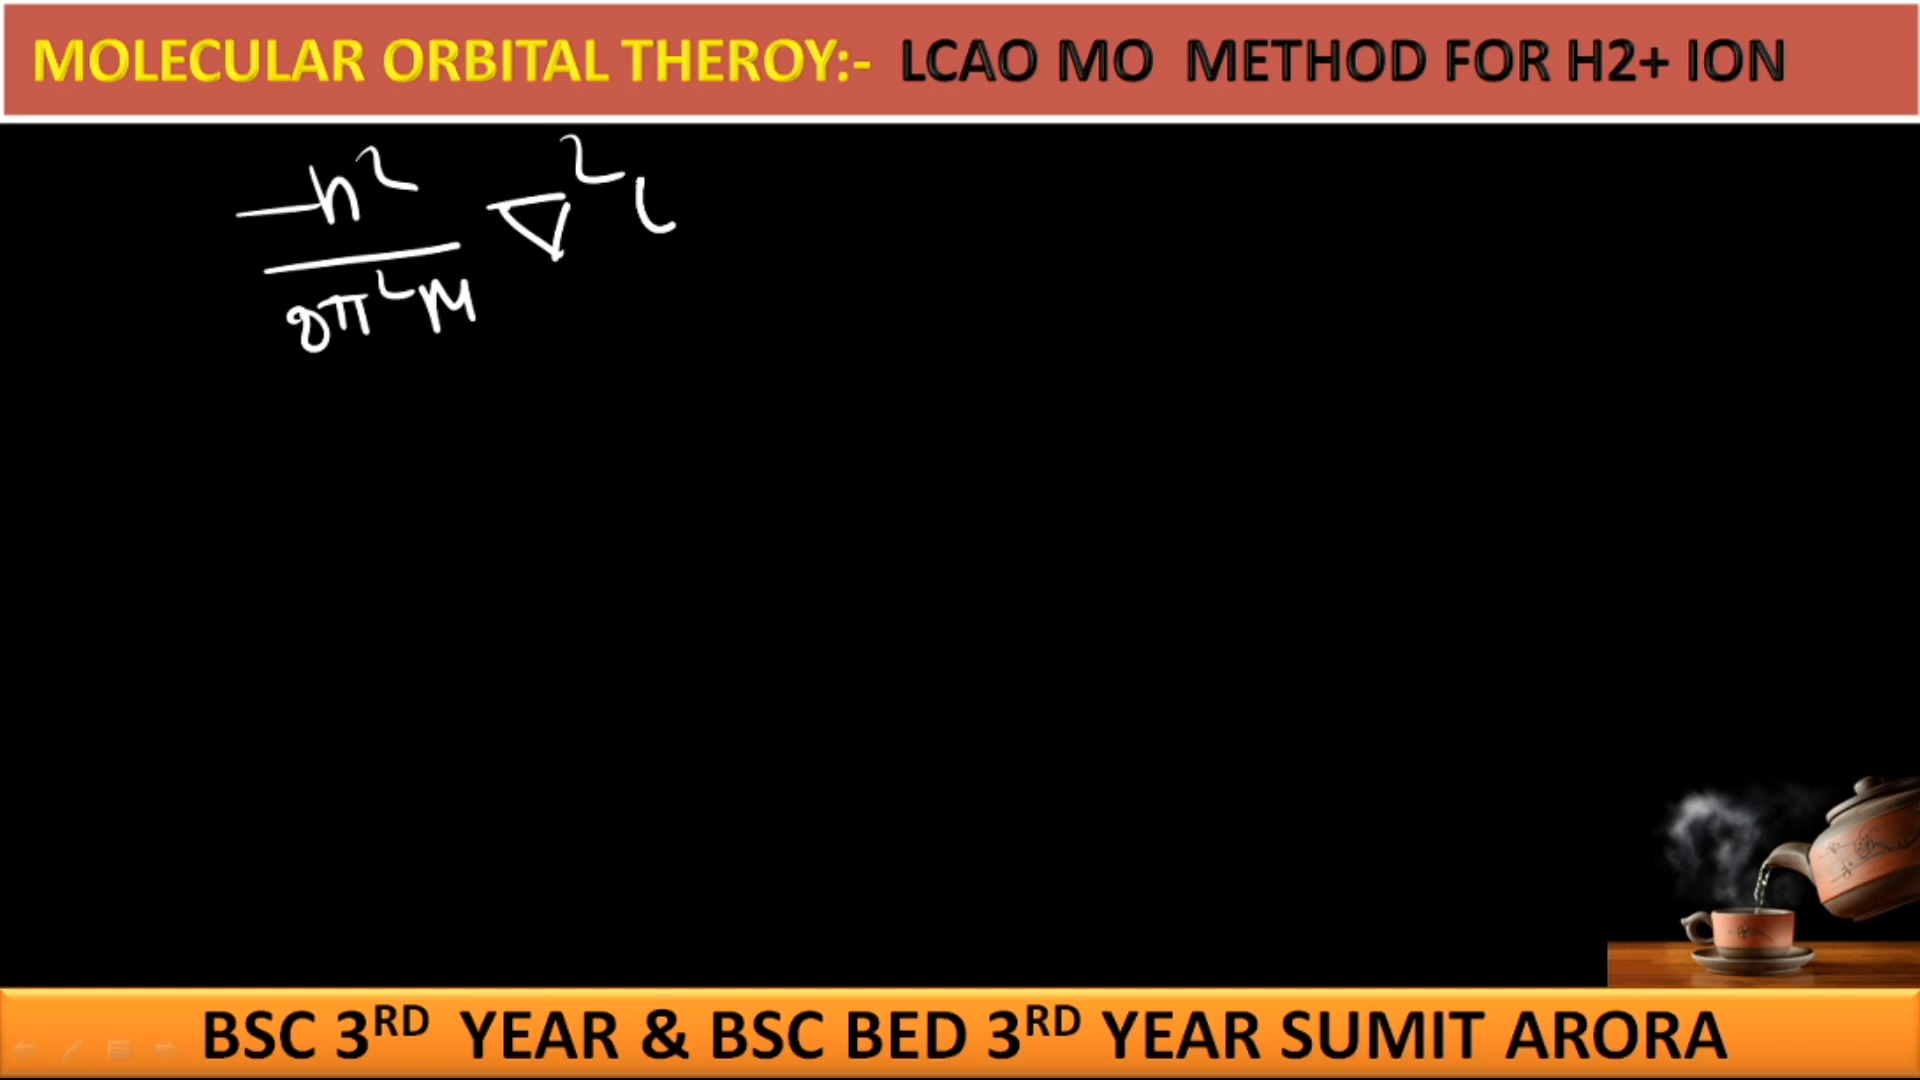 MOLECULAR ORBITAL THEROY:- LCAO MO METHOD FOR H2+ ION
-h²
∇²
8π²m
BSC 3RD YEAR & BSC BED 3RD YEAR SUMIT ARORA